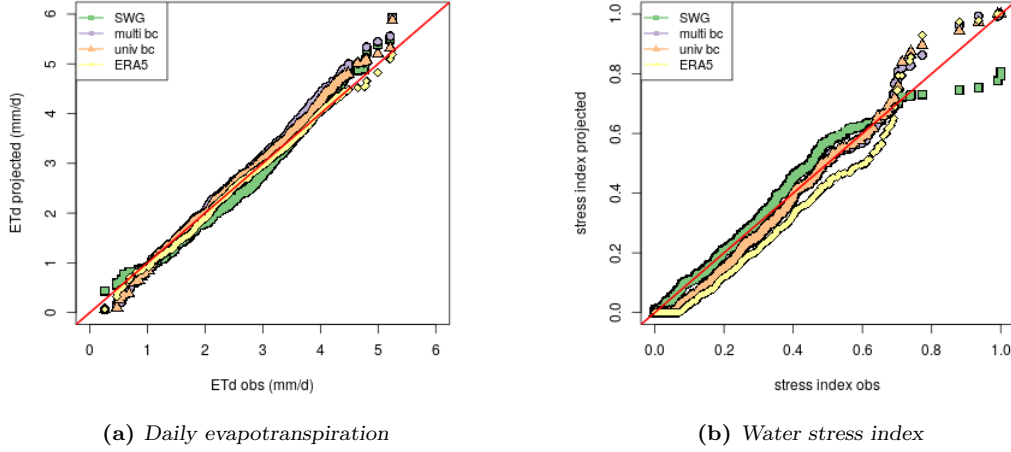 SWG
multi bc
univ bc
ERA5
ETd projected (mm/d)
0 1 2 3 4 5 6
0 1 2 3 4 5 6
ETd obs (mm/d)
(a) Daily evapotranspiration
SWG
multi bc
univ bc
ERA5
stress index projected
0.0 0.2 0.4 0.6 0.8 1.0
0.0 0.2 0.4 0.6 0.8 1.0
stress index obs
(b) Water stress index